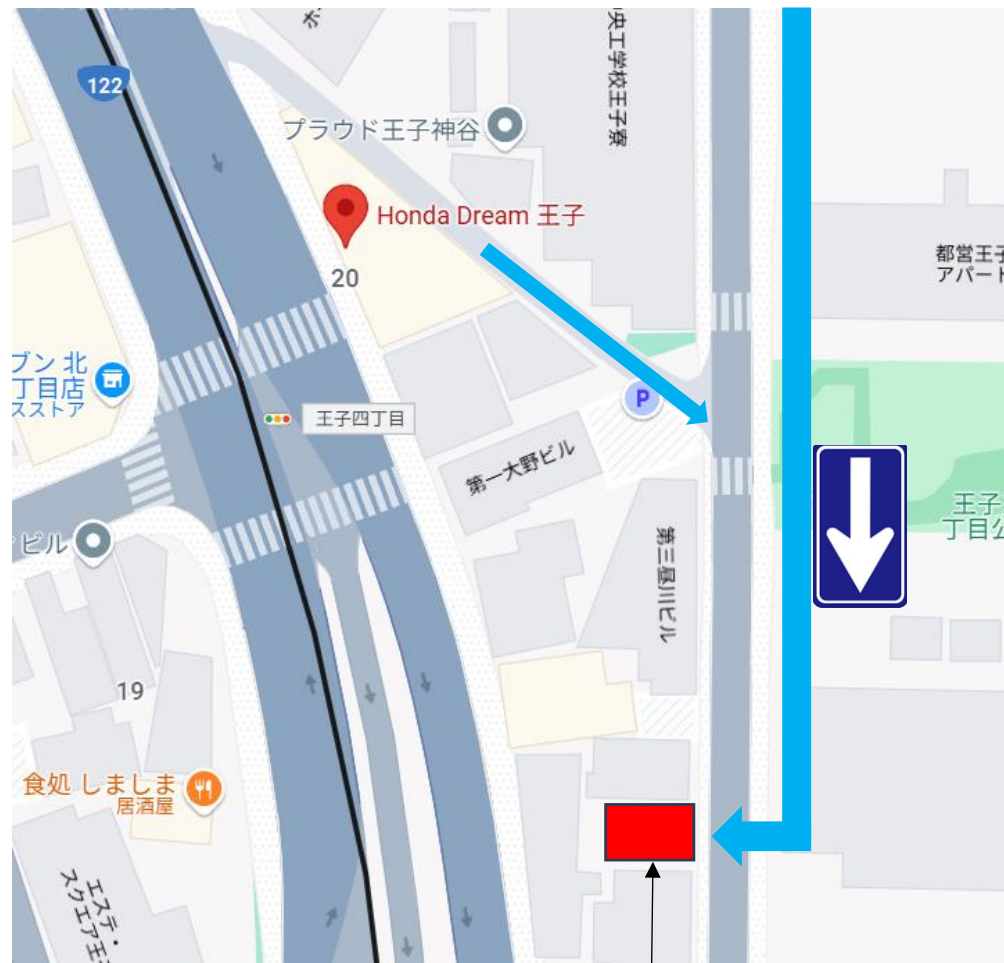 122
プラウド王子神谷
央工学校王子寮
Honda Dream 王子
20
都営王子
アパート
ブン 北
丁目店
スストア
王子四丁目
P
第一大野ビル
王子
丁目公
ビル
第三昼川ビル
19
食処 しましま
居酒屋
エステ・
スクエア王子